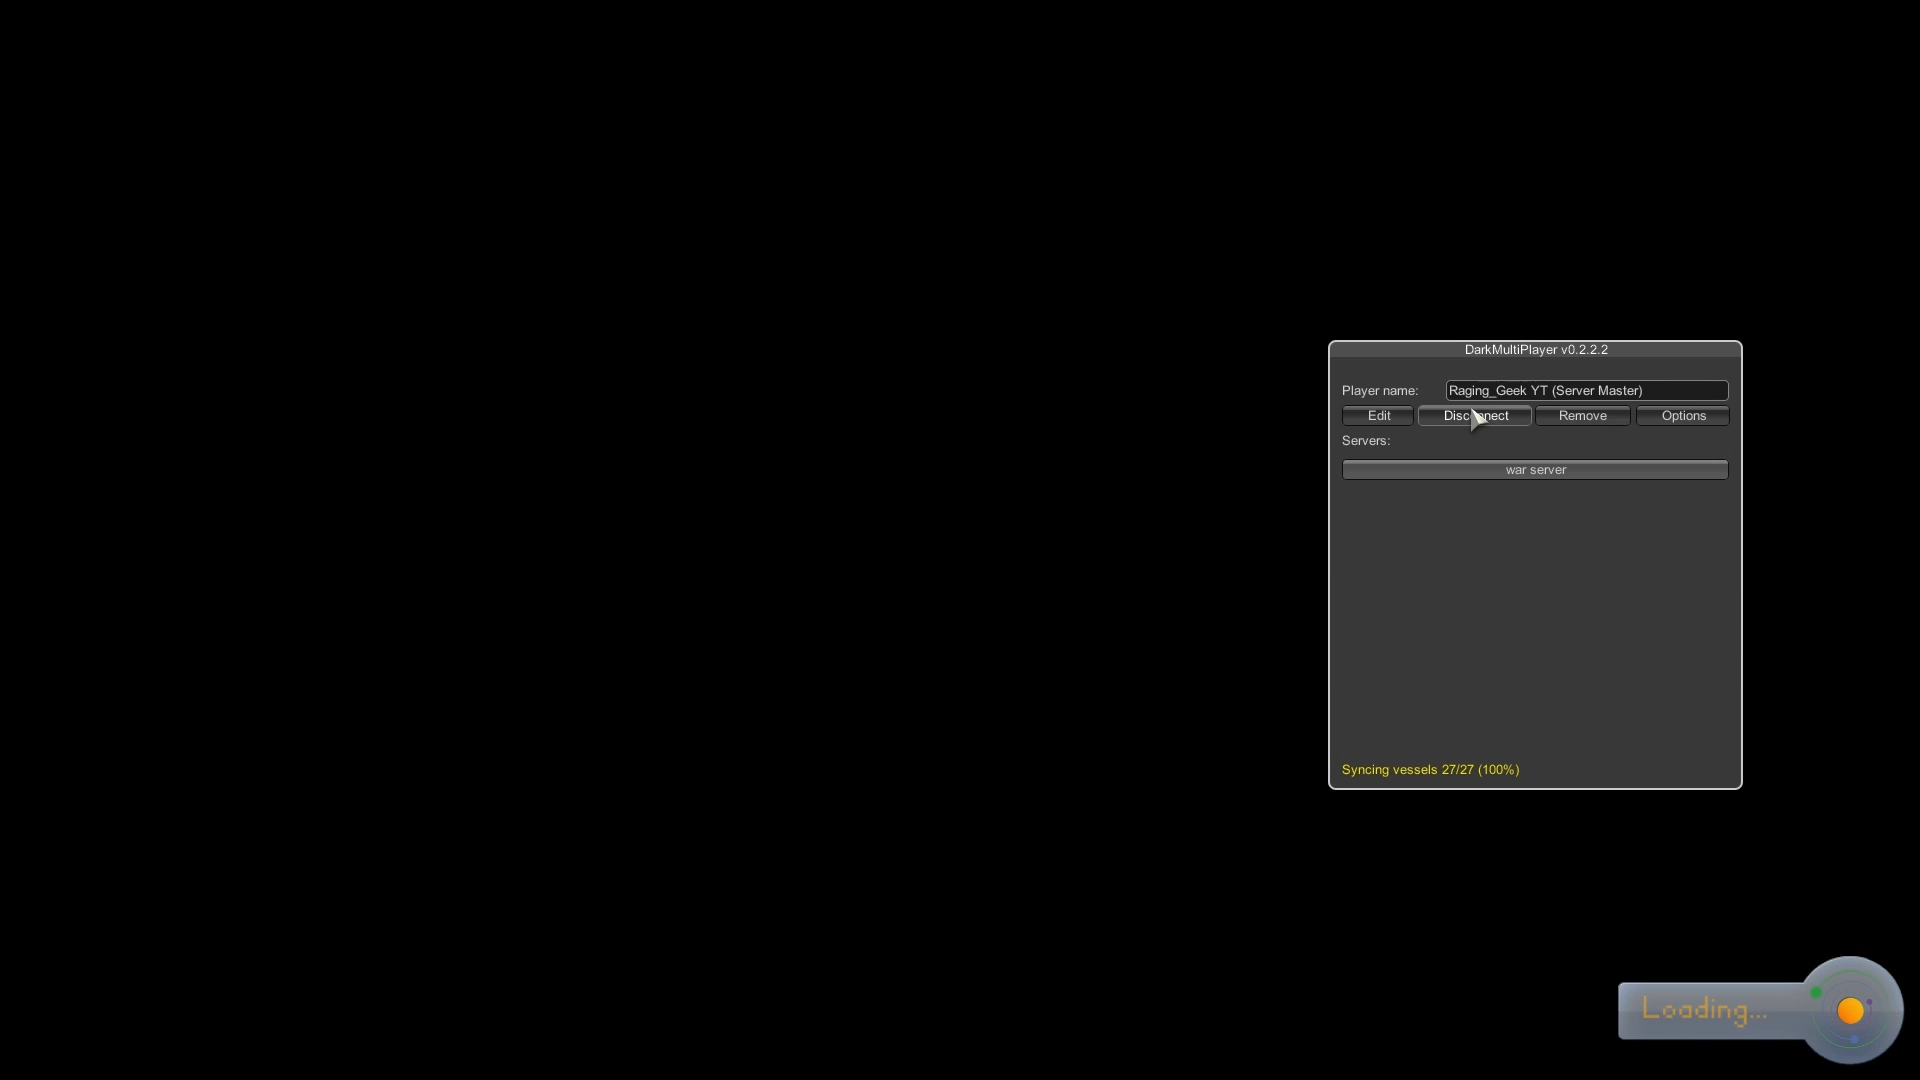 DarkMultiPlayer v0.2.2.2
Player name: Raging_Geek YT (Server Master)
Edit Disconnect Remove Options
Servers:
war server
Syncing vessels 27/27 (100%)
Loading...